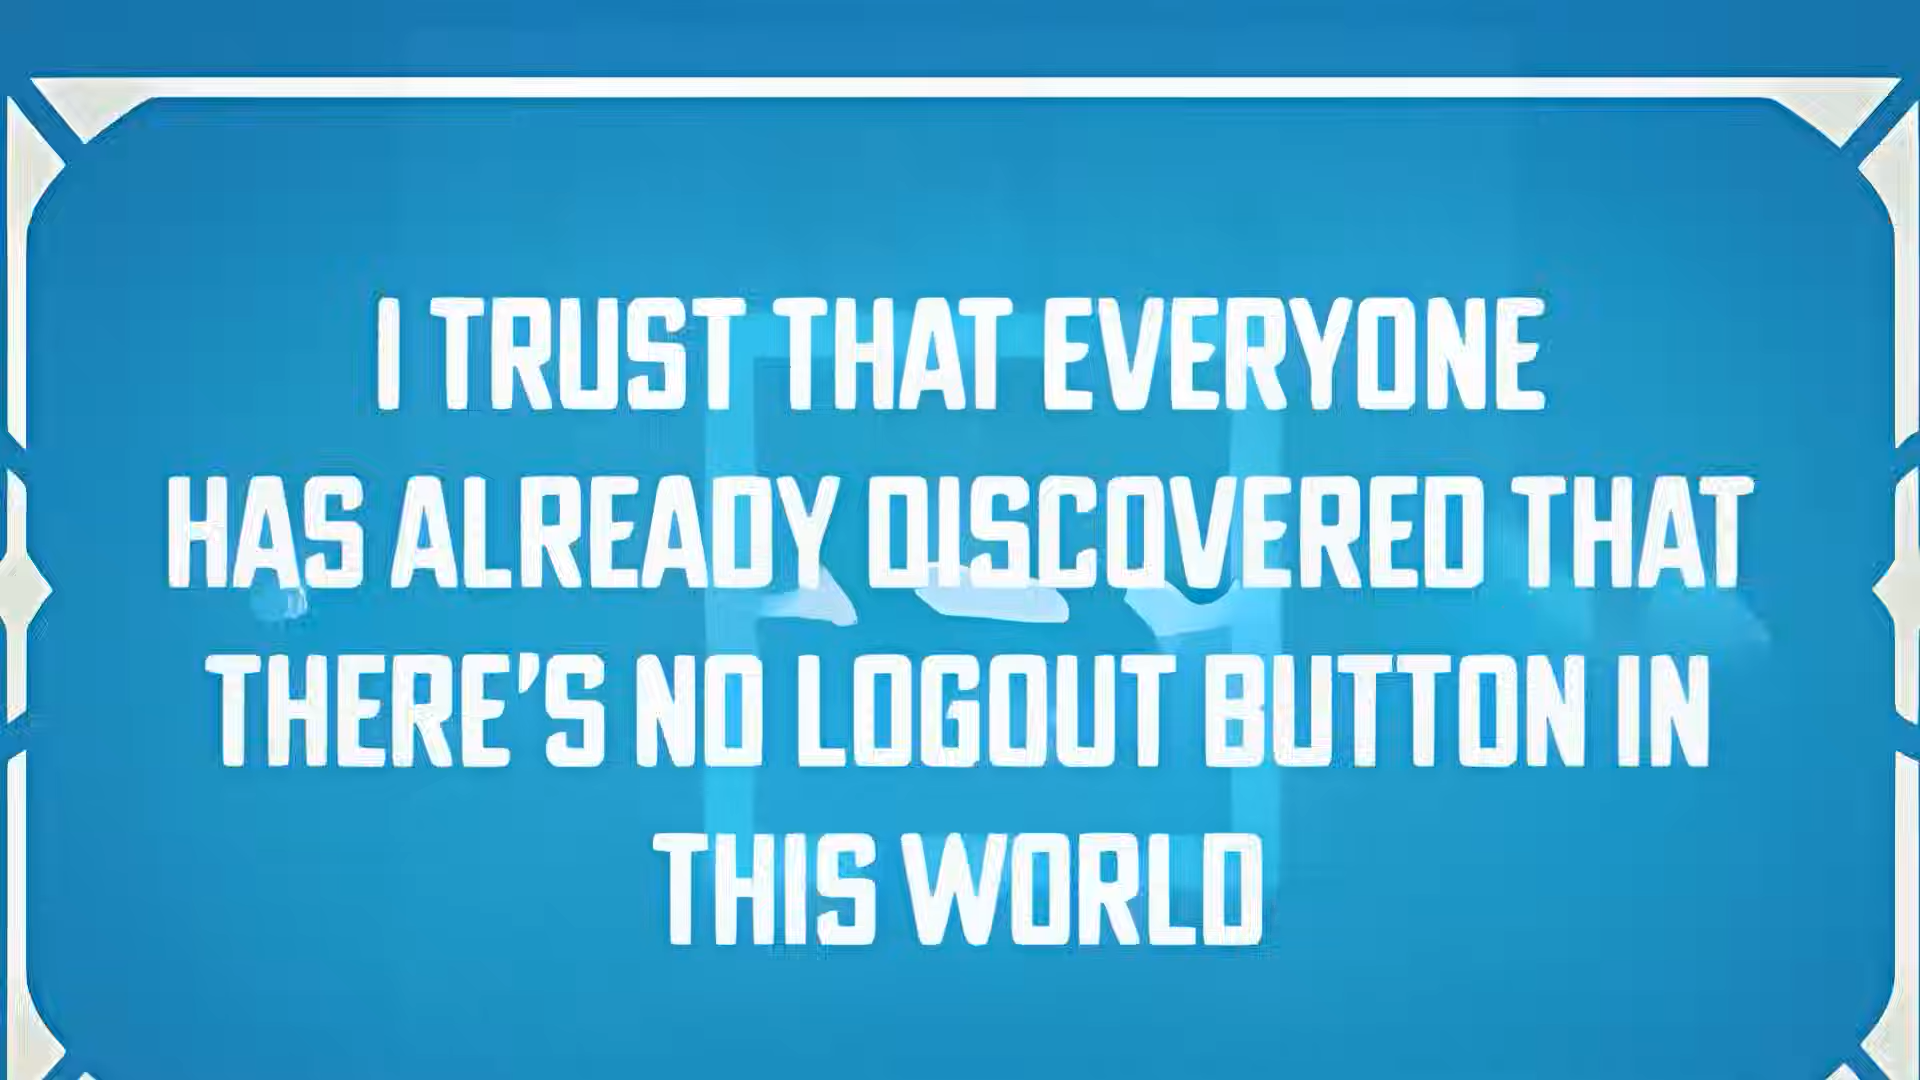 I TRUST THAT EVERYONE
HAS ALREADY DISCOVERED THAT
THERE'S NO LOGOUT BUTTON IN
THIS WORLD